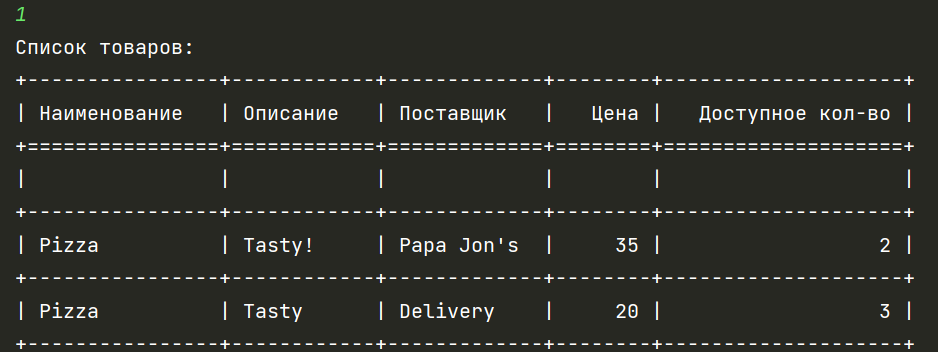 1
Список товаров:
+----------------+------------+-------------+--------+--------------------+
| Наименование   | Описание   | Поставщик   |   Цена |   Доступное кол-во |
+================+============+=============+========+====================+
|                |            |             |        |                    |
+----------------+------------+-------------+--------+--------------------+
| Pizza          | Tasty!     | Papa Jon's  |     35 |                  2 |
+----------------+------------+-------------+--------+--------------------+
| Pizza          | Tasty      | Delivery    |     20 |                  3 |
+----------------+------------+-------------+--------+--------------------+